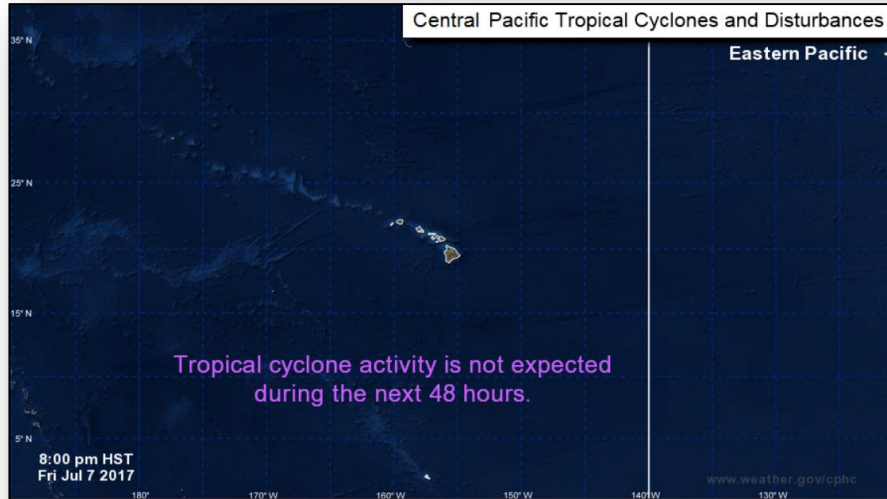 Central Pacific Tropical Cyclones and Disturbances
Eastern Pacific
35° N
25° N
15° N
5° N
Tropical cyclone activity is not expected
during the next 48 hours.
8:00 pm HST
Fri Jul 7 2017
www.weather.gov/cphc
180°
170° W
160° W
150° W
140° W
130° W